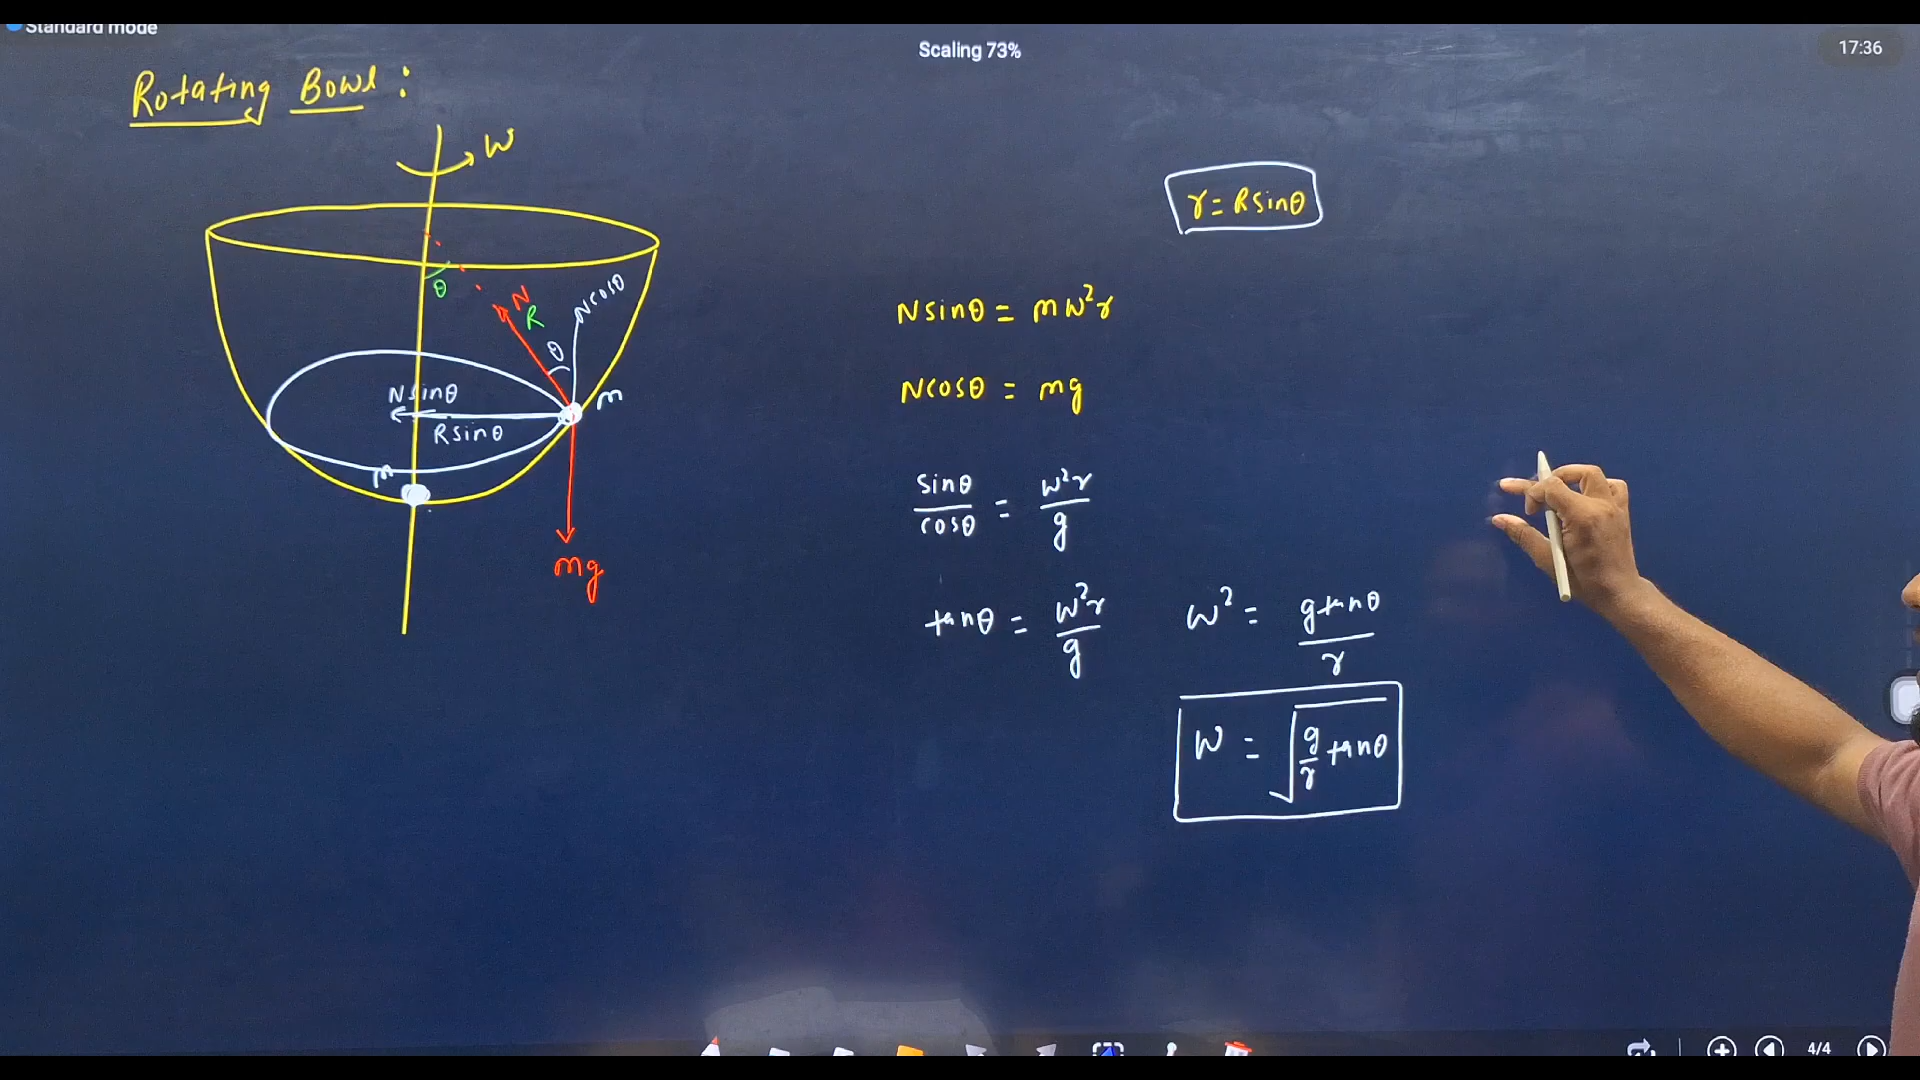 Standard mode
Scaling 73%
17:36
Rotating Bowl :
W
θ
N
R
Ncosθ
θ
Nsinθ
m
Rsinθ
m
mg
r = Rsinθ
Nsinθ = mw²r
Ncosθ = mg
sinθ/cosθ = w²r/g
tanθ = w²r/g
w² = gtanθ/r
W = √(g/r tanθ)
4/4